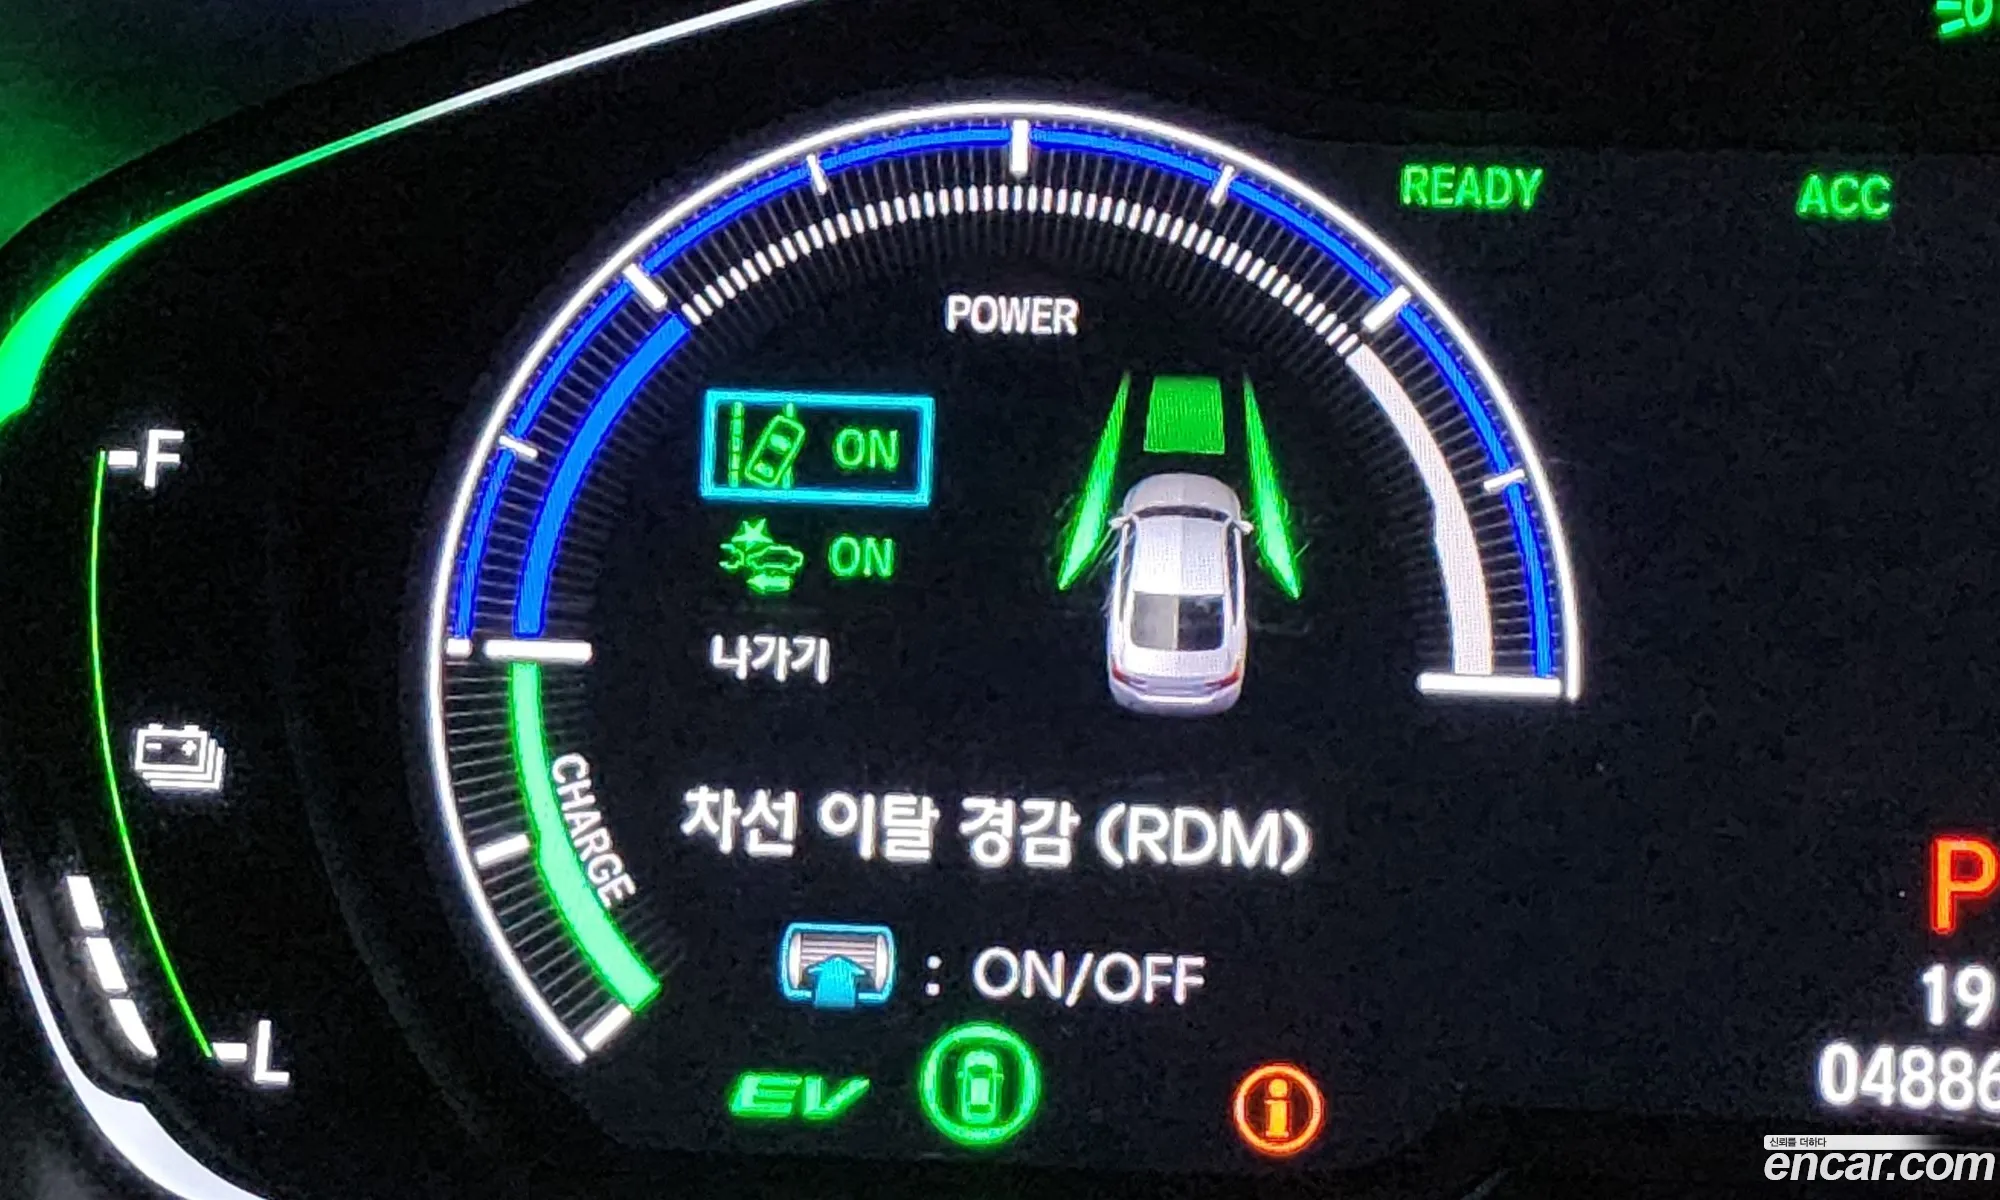 READY
ACC
POWER
F
ON
ON
나가기
CHARGE
차선 이탈 경감 (RDM)
P
: ON/OFF
19
04886
L
EV
신뢰를 더하다
encar.com